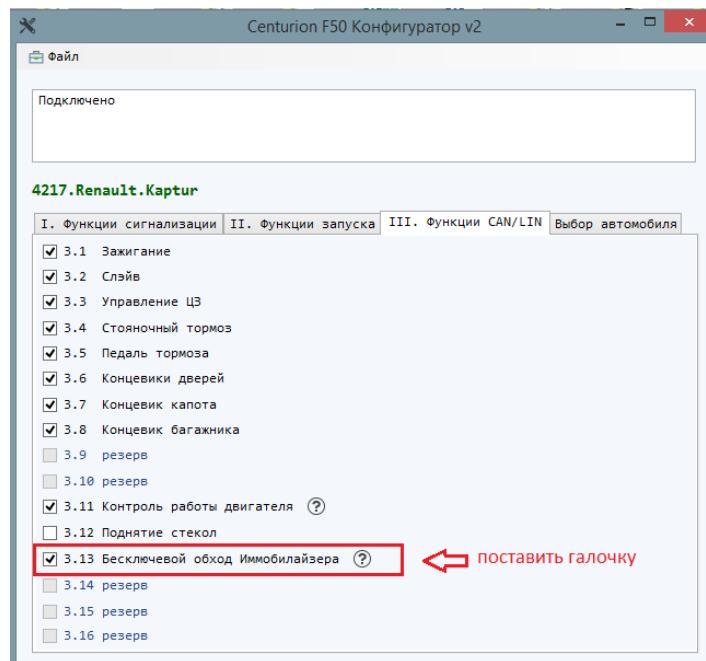 Centurion F50 Конфигуратор v2
Файл
Подключено
4217.Renault.Kaptur
I. Функции сигнализации II. Функции запуска III. Функции CAN/LIN Выбор автомобиля
3.1 Зажигание
3.2 Слэйв
3.3 Управление ЦЗ
3.4 Стояночный тормоз
3.5 Педаль тормоза
3.6 Концевики дверей
3.7 Концевик капота
3.8 Концевик багажника
3.9 резерв
3.10 резерв
3.11 Контроль работы двигателя ?
3.12 Поднятие стекол
3.13 Бесключевой обход Иммобилайзера ? поставить галочку
3.14 резерв
3.15 резерв
3.16 резерв